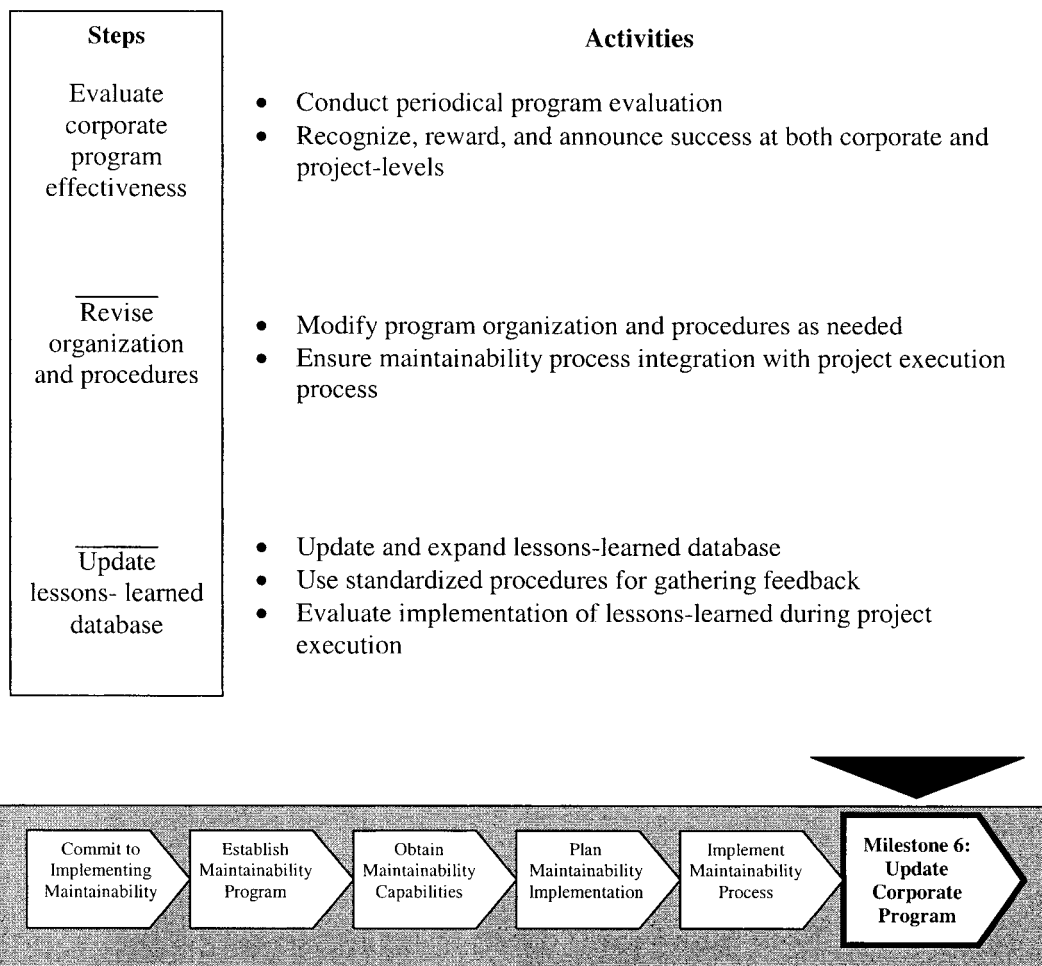 Steps
Activities
Evaluate
corporate
program
effectiveness
• Conduct periodical program evaluation
• Recognize, reward, and announce success at both corporate and
project-levels
Revise
organization
and procedures
• Modify program organization and procedures as needed
• Ensure maintainability process integration with project execution
process
Update
lessons- learned
database
• Update and expand lessons-learned database
• Use standardized procedures for gathering feedback
• Evaluate implementation of lessons-learned during project
execution
Commit to
Implementing
Maintainability
Establish
Maintainability
Program
Obtain
Maintainability
Capabilities
Plan
Maintainability
Implementation
Implement
Maintainability
Process
Milestone 6:
Update
Corporate
Program